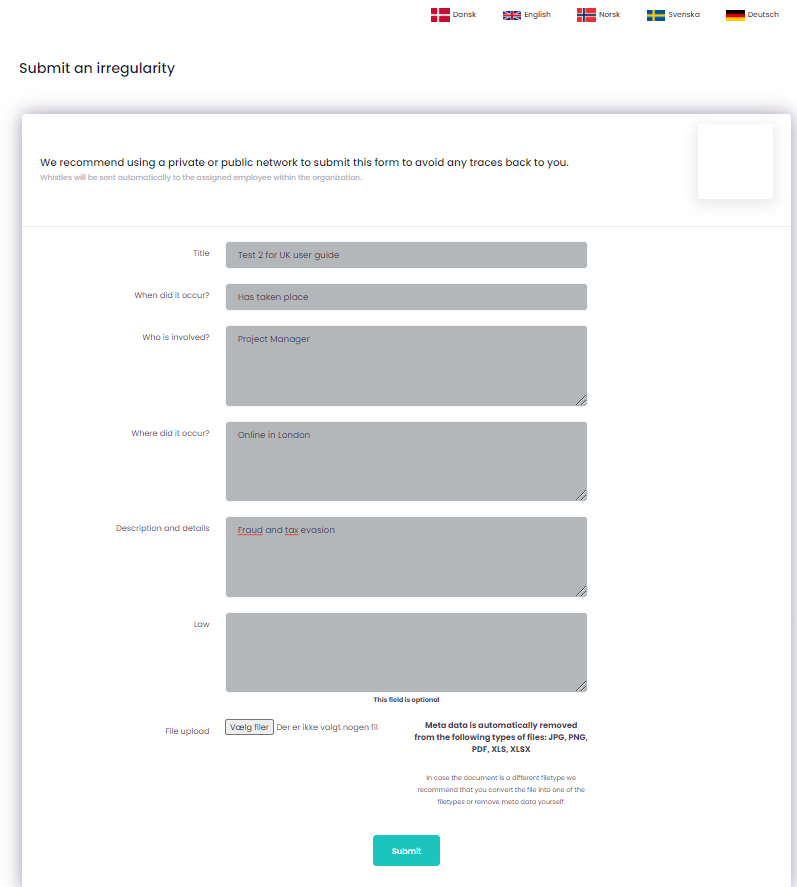 Dansk English Norsk Svenska Deutsch
Submit an irregularity
We recommend using a private or public network to submit this form to avoid any traces back to you.
Whistles will be sent automatically to the assigned employee within the organization.
Title Test 2 for UK user guide
When did it occur? Has taken place
Who is involved? Project Manager
Where did it occur? Online in London
Description and details Fraud and tax evasion
Law
This field is optional
File upload Vælg filer Der er ikke valgt nogen fil
Meta data is automatically removed
from the following types of files: JPG, PNG,
PDF, XLS, XLSX
In case the document is a different filetype we
recommend that you convert the file into one of the
filetypes or remove meta data yourself.
Submit